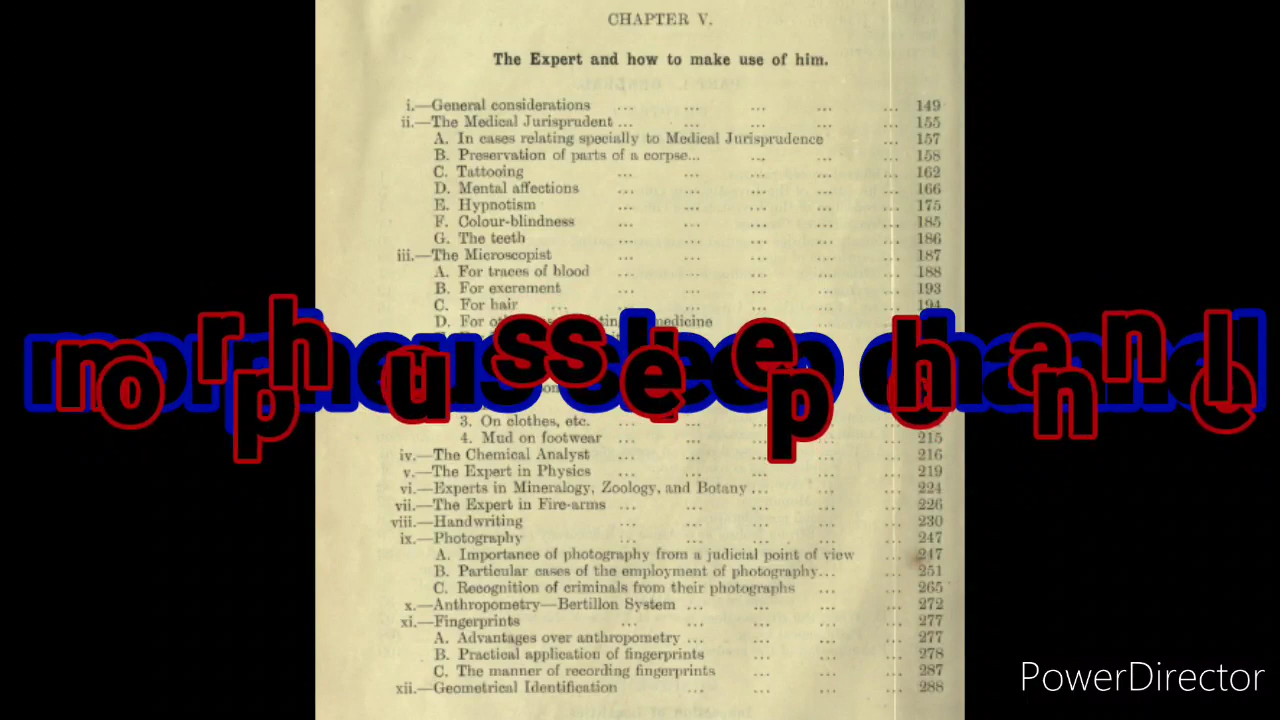 CHAPTER V.
The Expert and how to make use of him.
i.—General considerations ... ... ... ... ... 149
ii.—The Medical Jurisprudent ... ... ... ... ... 155
A. In cases relating specially to Medical Jurisprudence ... 157
B. Preservation of parts of a corpse... ... ... ... 158
C. Tattooing ... ... ... ... ... 162
D. Mental affections ... ... ... ... ... 166
E. Hypnotism ... ... ... ... ... 175
F. Colour-blindness ... ... ... ... ... 185
G. The teeth ... ... ... ... ... 186
iii.—The Microscopist ... ... ... ... ... 187
A. For traces of blood ... ... ... ... ... 188
B. For excrement ... ... ... ... ... 193
C. For hair ... ... ... ... ... ... 194
D. For medicine
morpheus sleep channel
3. On clothes, etc. ... ... ... ...
4. Mud on footwear ... ... ... ... ... 215
iv.—The Chemical Analyst ... ... ... ... ... 216
v.—The Expert in Physics ... ... ... ... ... 219
vi.—Experts in Mineralogy, Zoology, and Botany ... ... ... ... 224
vii.—The Expert in Fire-arms ... ... ... ... ... 226
viii.—Handwriting ... ... ... ... ... 230
ix.—Photography ... ... ... ... ... 247
A. Importance of photography from a judicial point of view ... 247
B. Particular cases of the employment of photography... ... 251
C. Recognition of criminals from their photographs ... ... 265
x.—Anthropometry—Bertillon System ... ... ... ... 272
xi.—Fingerprints ... ... ... ... ... 277
A. Advantages over anthropometry ... ... ... ... 277
B. Practical application of fingerprints ... ... ... 278
C. The manner of recording fingerprints ... ... ... 287
xii.—Geometrical Identification ... ... ... ... 288
PowerDirector